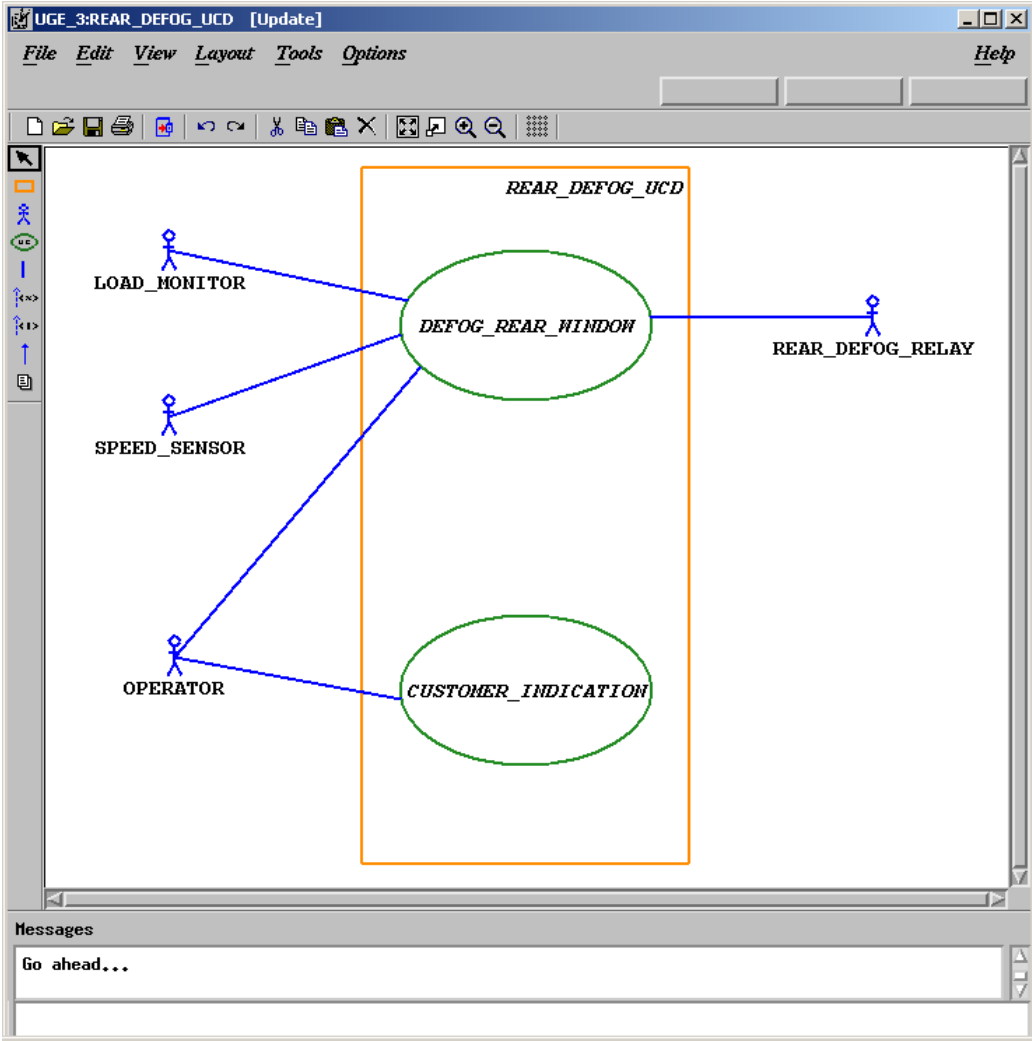 UGE_3:REAR_DEFOG_UCD [Update]
File Edit View Layout Tools Options Help
REAR_DEFOG_UCD
LOAD_MONITOR
DEFOG_REAR_WINDOW
REAR_DEFOG_RELAY
SPEED_SENSOR
OPERATOR
CUSTOMER_INDICATION
Messages
Go ahead...